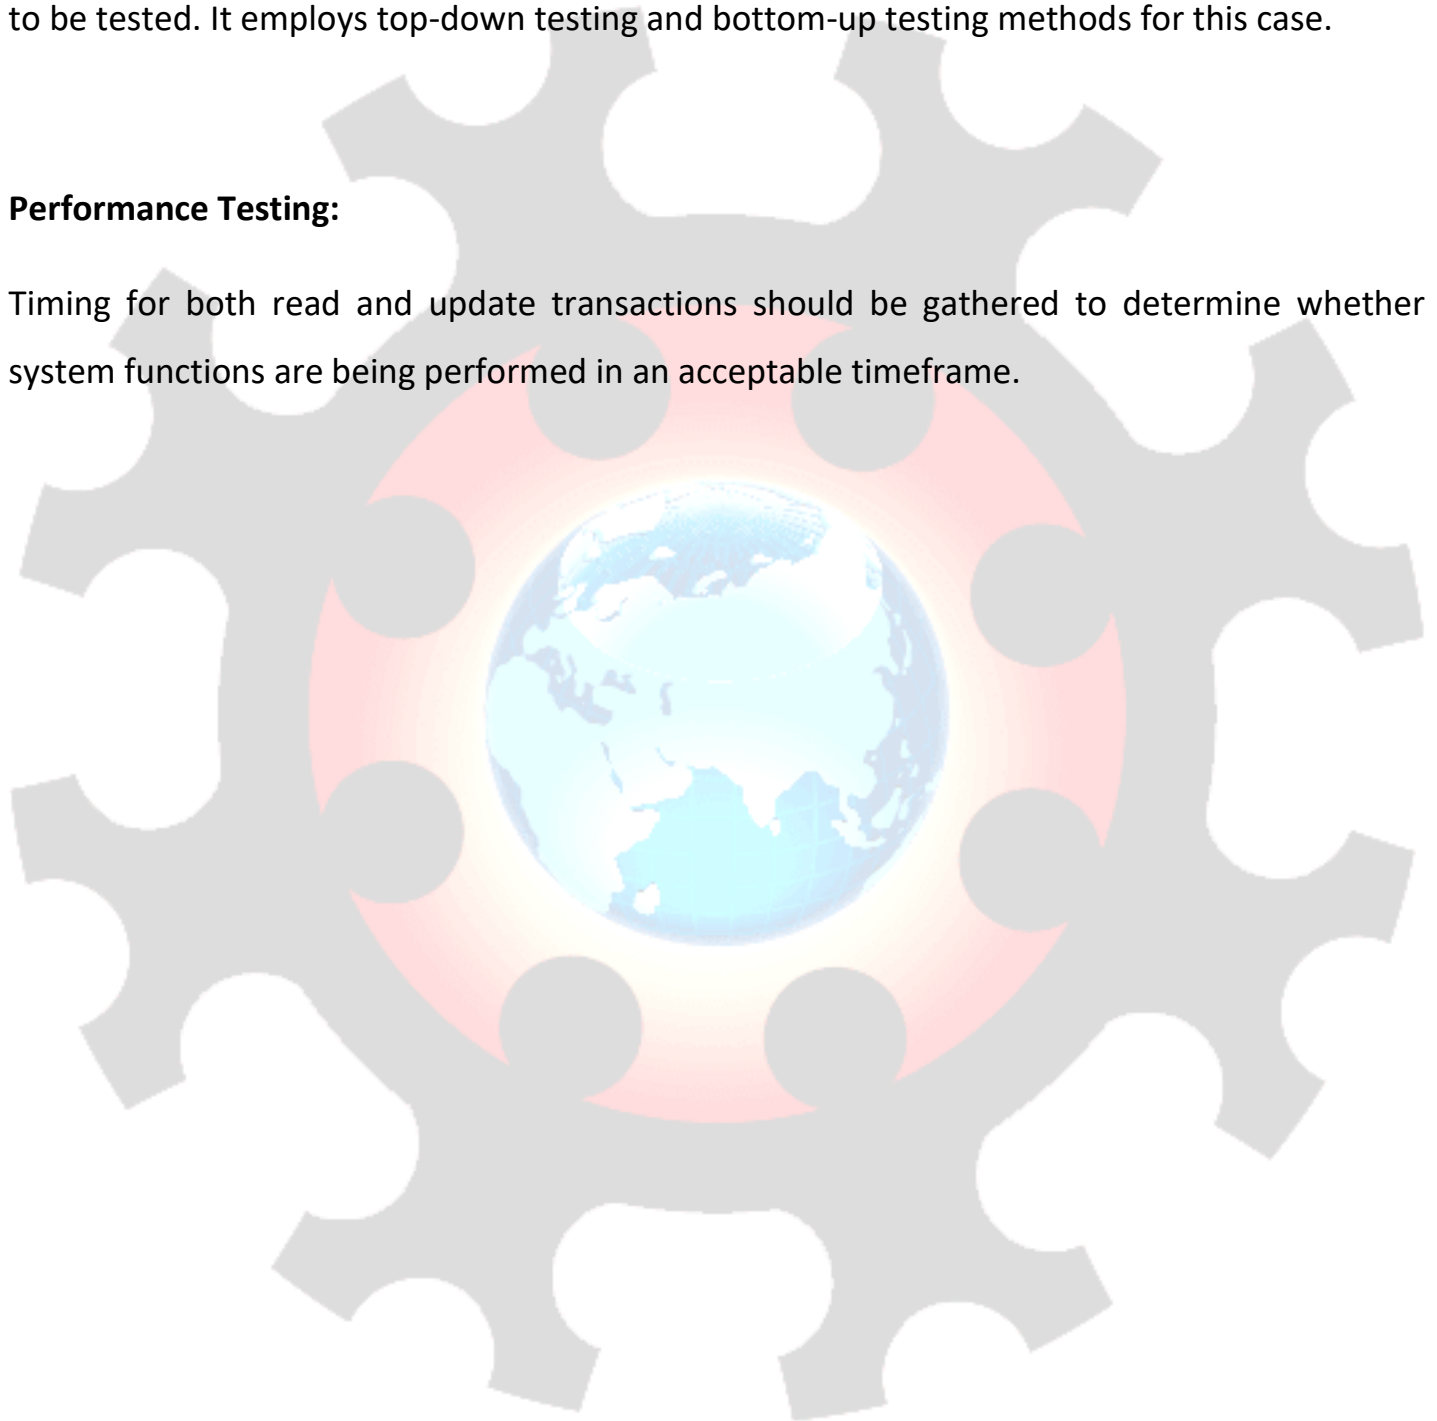 to be tested. It employs top-down testing and bottom-up testing methods for this case.
Performance Testing:
Timing for both read and update transactions should be gathered to determine whether
system functions are being performed in an acceptable timeframe.